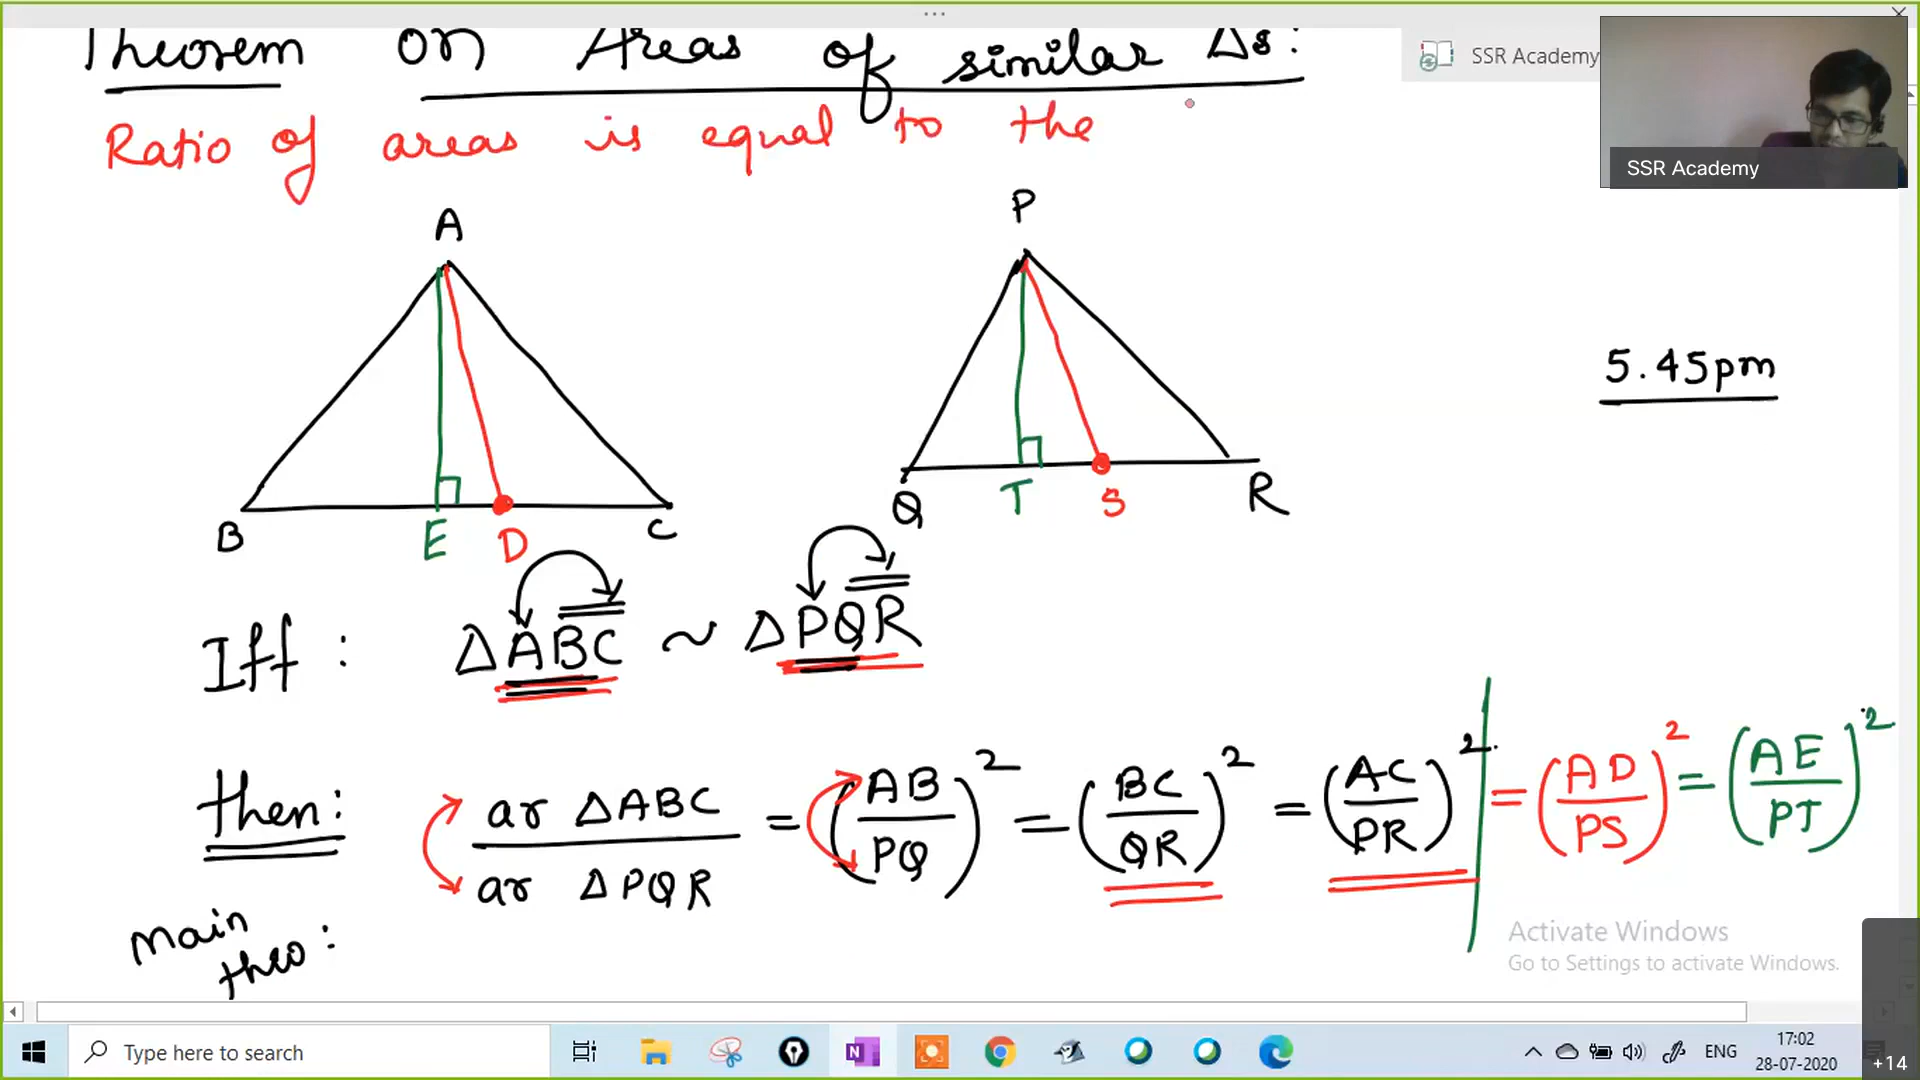 Theorem on Areas of similar Δs:
SSR Academy
Ratio of areas is equal to the
SSR Academy
A
P
5.45pm
B E D C
Q T S R
Iff : ΔABC ~ ΔPQR
then: ar ΔABC / ar ΔPQR = (AB/PQ)² = (BC/QR)² = (AC/PR)² = (AD/PS)² = (AE/PT)²
Main
theo:
Activate Windows
Go to Settings to activate Windows.
Type here to search
ENG
17:02
28-07-2020
+14